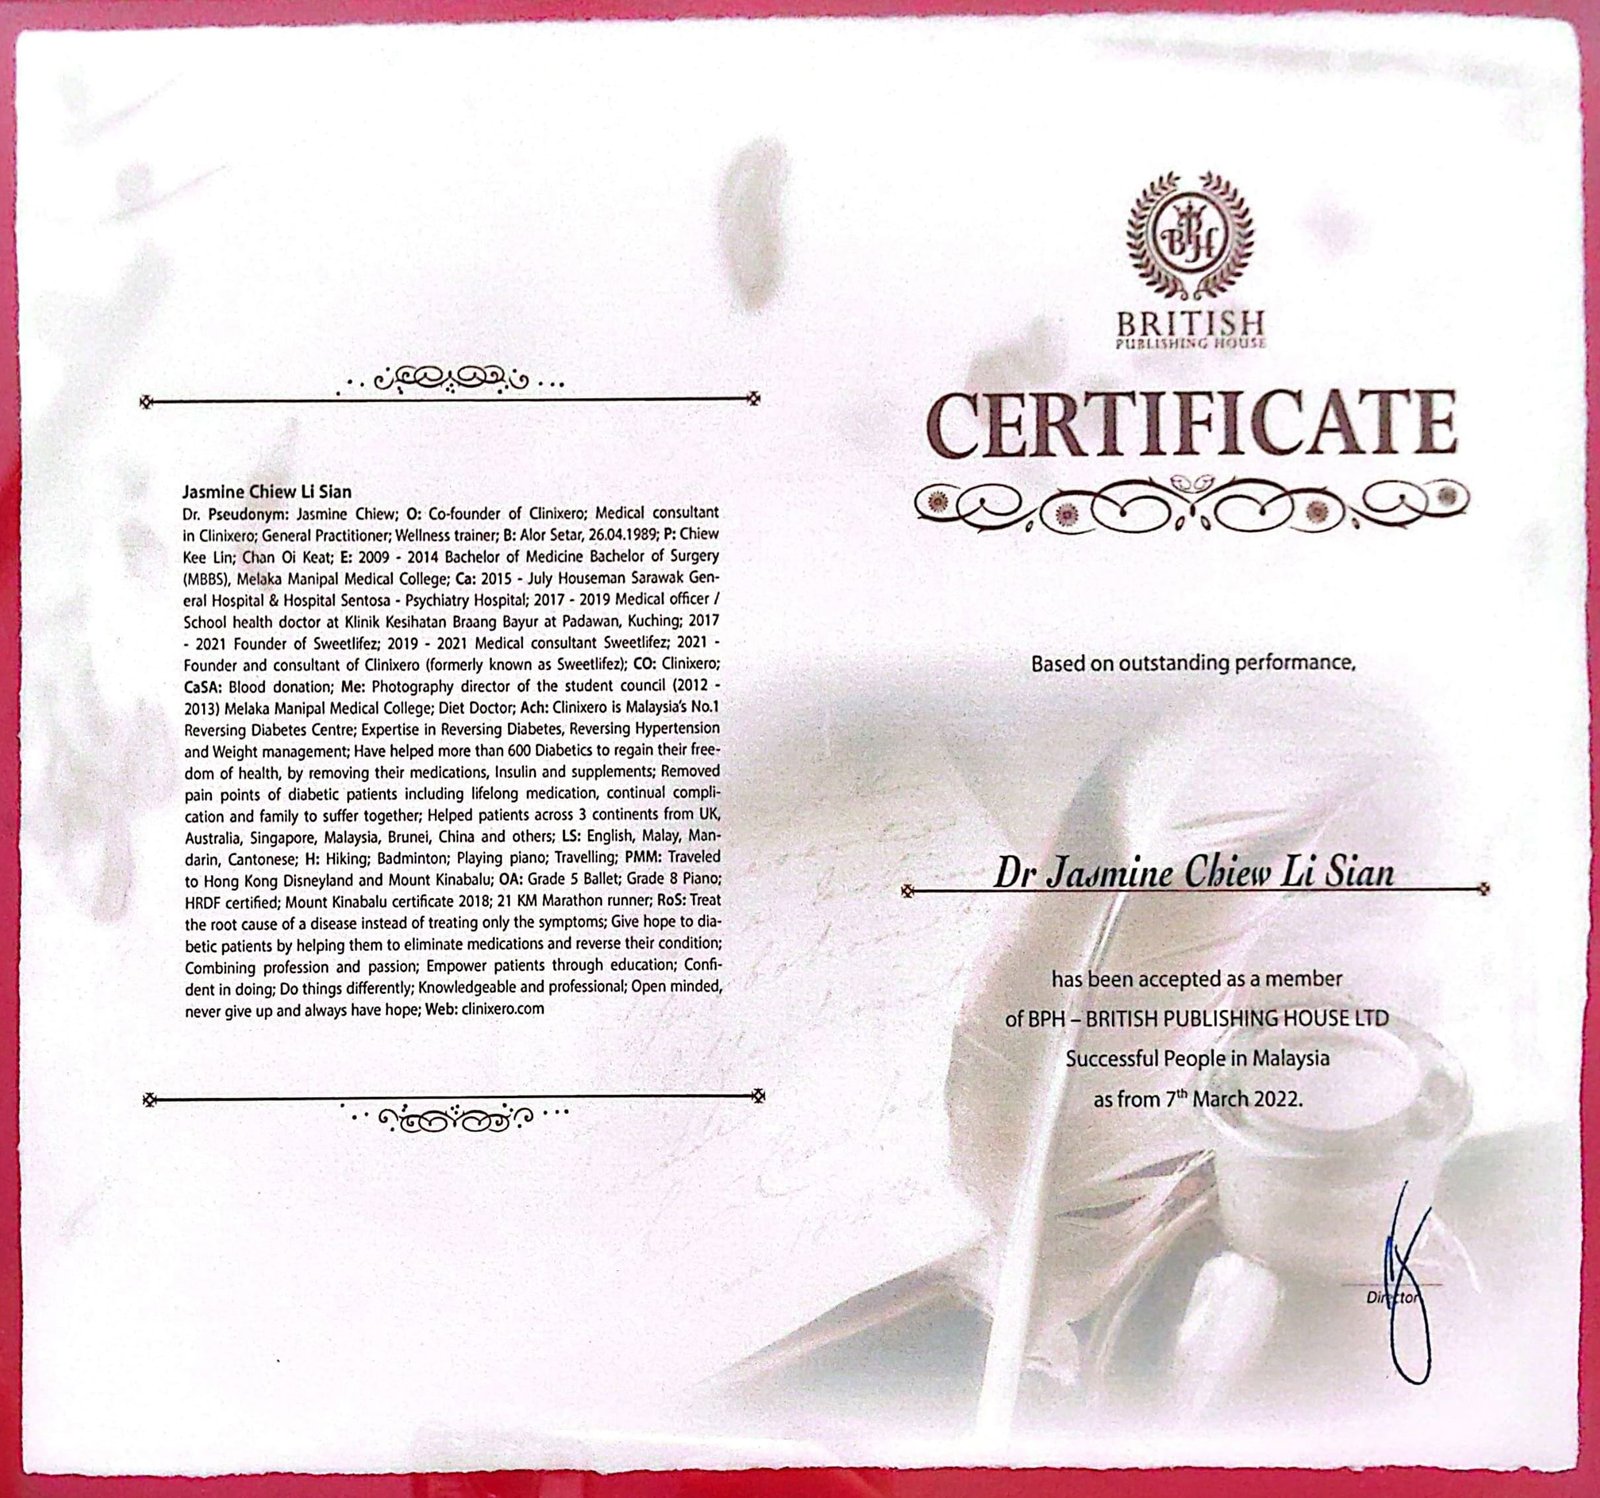 Jasmine Chiew Li Sian
Dr. Pseudonym: Jasmine Chiew; O: Co-founder of Clinixero; Medical consultant
in Clinixero; General Practitioner; Wellness trainer; B: Alor Setar, 26.04.1989; P: Chiew
Kee Lin; Chan Oi Keat; E: 2009 - 2014 Bachelor of Medicine Bachelor of Surgery
(MBBS), Melaka Manipal Medical College; Ca: 2015 - July Houseman Sarawak Gen-
eral Hospital & Hospital Sentosa - Psychiatry Hospital; 2017 - 2019 Medical officer /
School health doctor at Klinik Kesihatan Braang Bayur at Padawan, Kuching; 2017
- 2021 Founder of Sweetlifez; 2019 - 2021 Medical consultant Sweetlifez; 2021 -
Founder and consultant of Clinixero (formerly known as Sweetlifez); CO: Clinixero;
CaSA: Blood donation; Me: Photography director of the student council (2012 -
2013) Melaka Manipal Medical College; Diet Doctor; Ach: Clinixero is Malaysia's No.1
Reversing Diabetes Centre; Expertise in Reversing Diabetes, Reversing Hypertension
and Weight management; Have helped more than 600 Diabetics to regain their free-
dom of health, by removing their medications, Insulin and supplements; Removed
pain points of diabetic patients including lifelong medication, continual compli-
cation and family to suffer together; Helped patients across 3 continents from UK,
Australia, Singapore, Malaysia, Brunei, China and others; LS: English, Malay, Man-
darin, Cantonese; H: Hiking; Badminton; Playing piano; Travelling; PMM: Traveled
to Hong Kong Disneyland and Mount Kinabalu; OA: Grade 5 Ballet; Grade 8 Piano;
HRDF certified; Mount Kinabalu certificate 2018; 21 KM Marathon runner; RoS: Treat
the root cause of a disease instead of treating only the symptoms; Give hope to dia-
betic patients by helping them to eliminate medications and reverse their condition;
Combining profession and passion; Empower patients through education; Confi-
dent in doing; Do things differently; Knowledgeable and professional; Open minded,
never give up and always have hope; Web: clinixero.com
BPH
BRITISH
PUBLISHING HOUSE
CERTIFICATE
Based on outstanding performance,
Dr Jasmine Chiew Li Sian
has been accepted as a member
of BPH – BRITISH PUBLISHING HOUSE LTD
Successful People in Malaysia
as from 7th March 2022.
Director